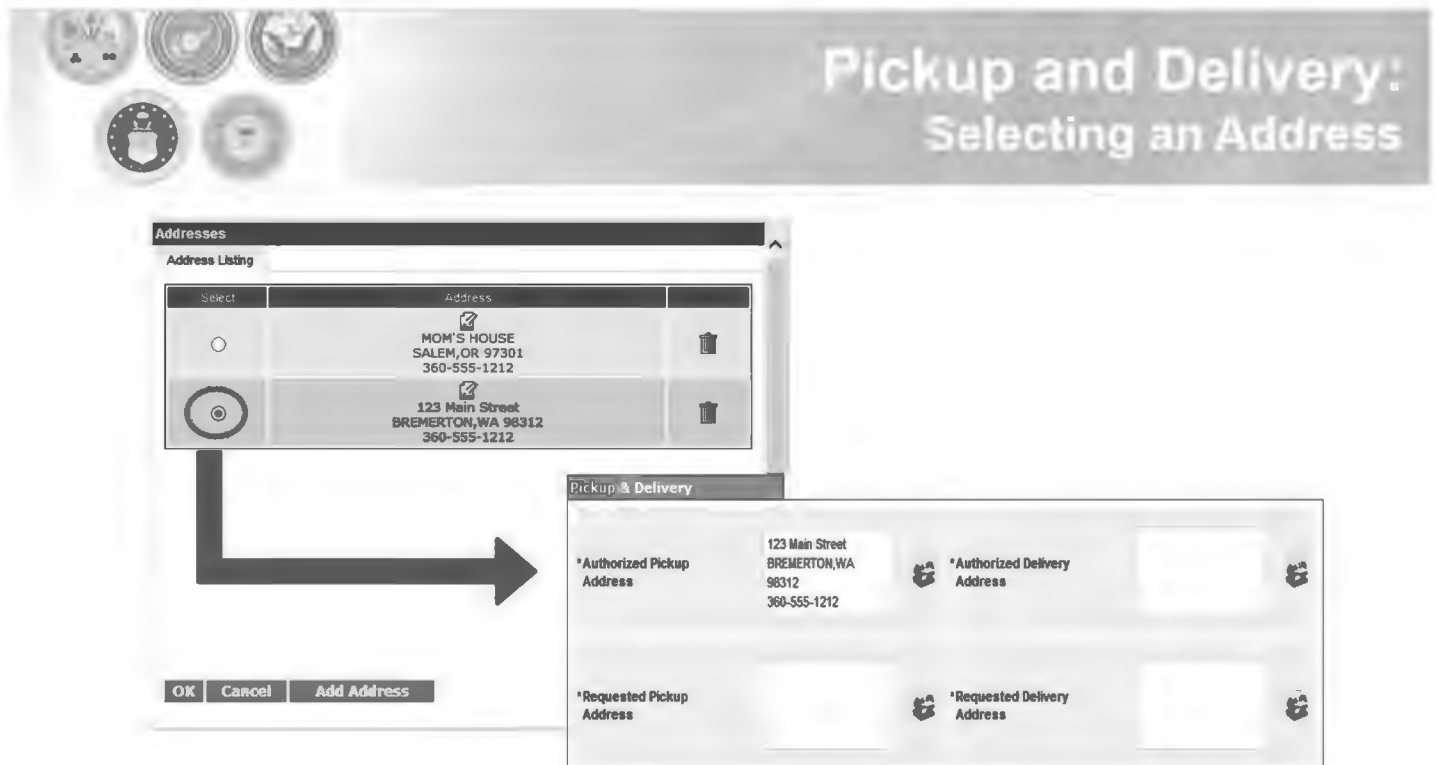 Pickup and Delivery:
Selecting an Address
Addresses
Address Listing
Select Address
MOM'S HOUSE
SALEM,OR 97301
360-555-1212
123 Main Street
BREMERTON,WA 98312
360-555-1212
OK Cancel Add Address
Pickup & Delivery
*Authorized Pickup
Address
123 Main Street
BREMERTON,WA
98312
360-555-1212
*Authorized Delivery
Address
*Requested Pickup
Address
*Requested Delivery
Address